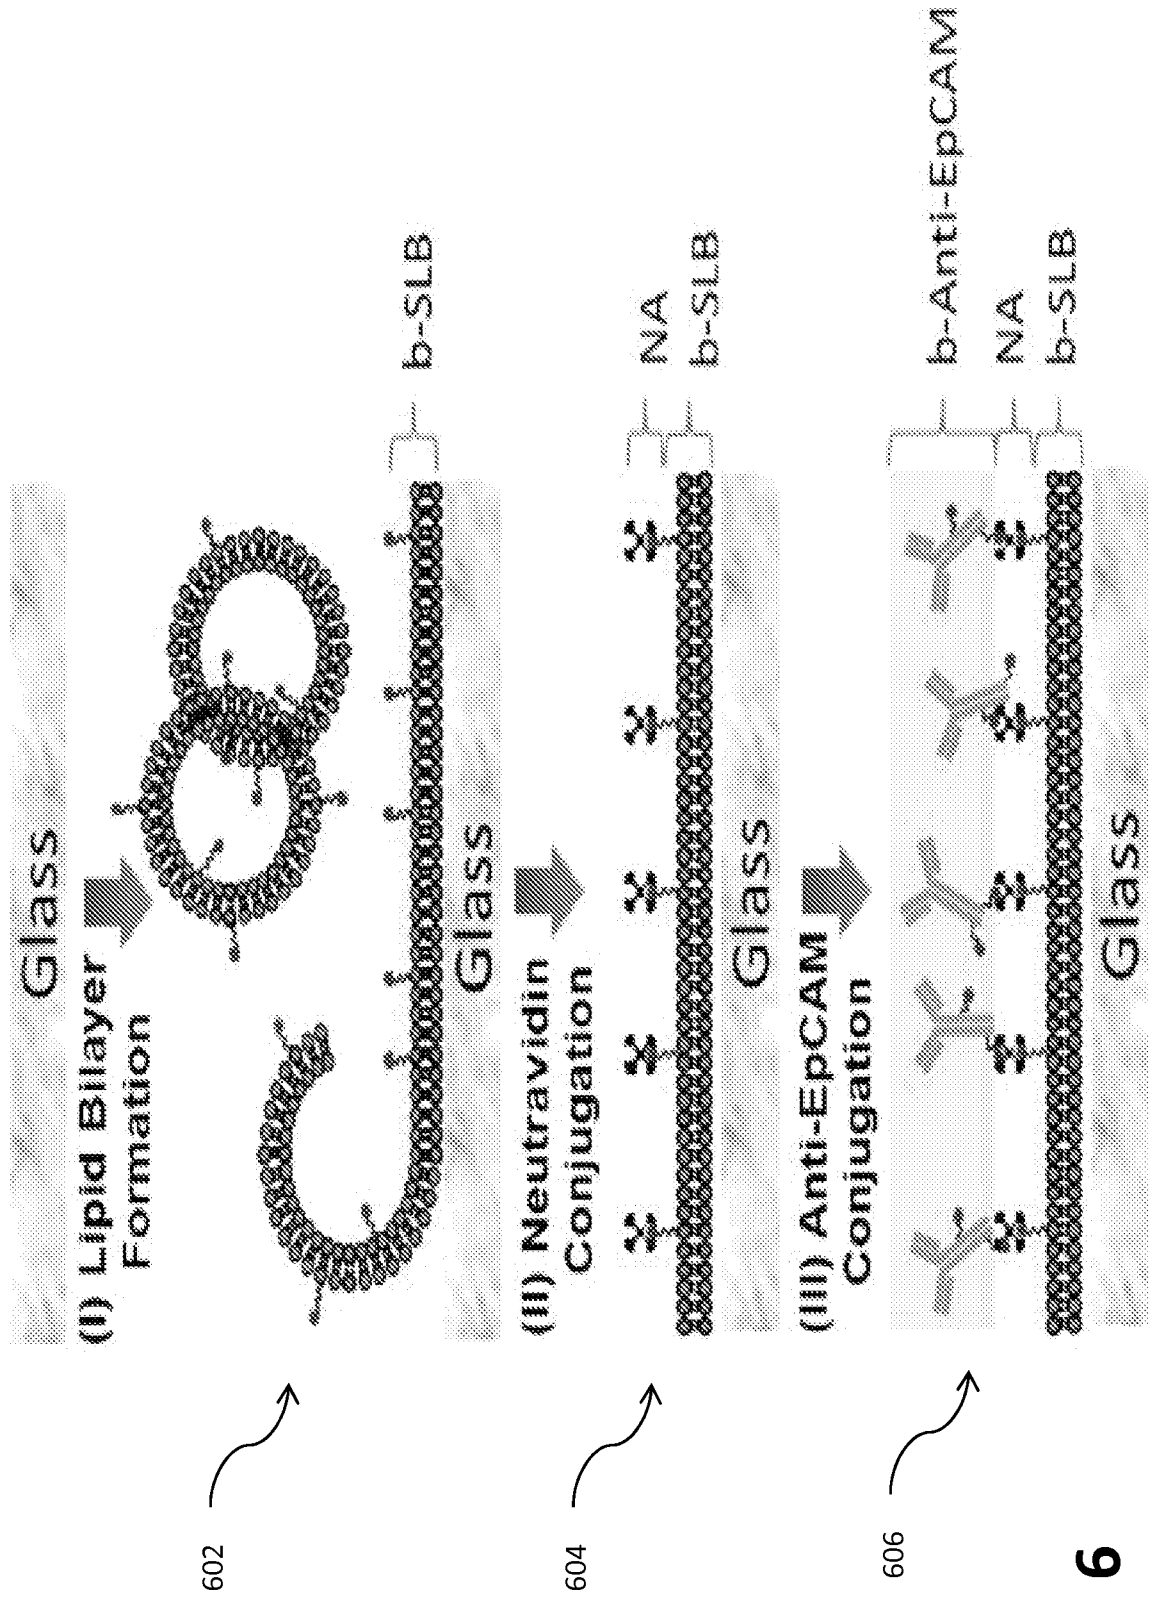 Glass
(I) Lipid Bilayer
Formation
602
b-SLB
Glass
(II) Neutravidin
Conjugation
604
NA
b-SLB
Glass
(III) Anti-EpCAM
Conjugation
606
b-Anti-EpCAM
NA
b-SLB
Glass
6